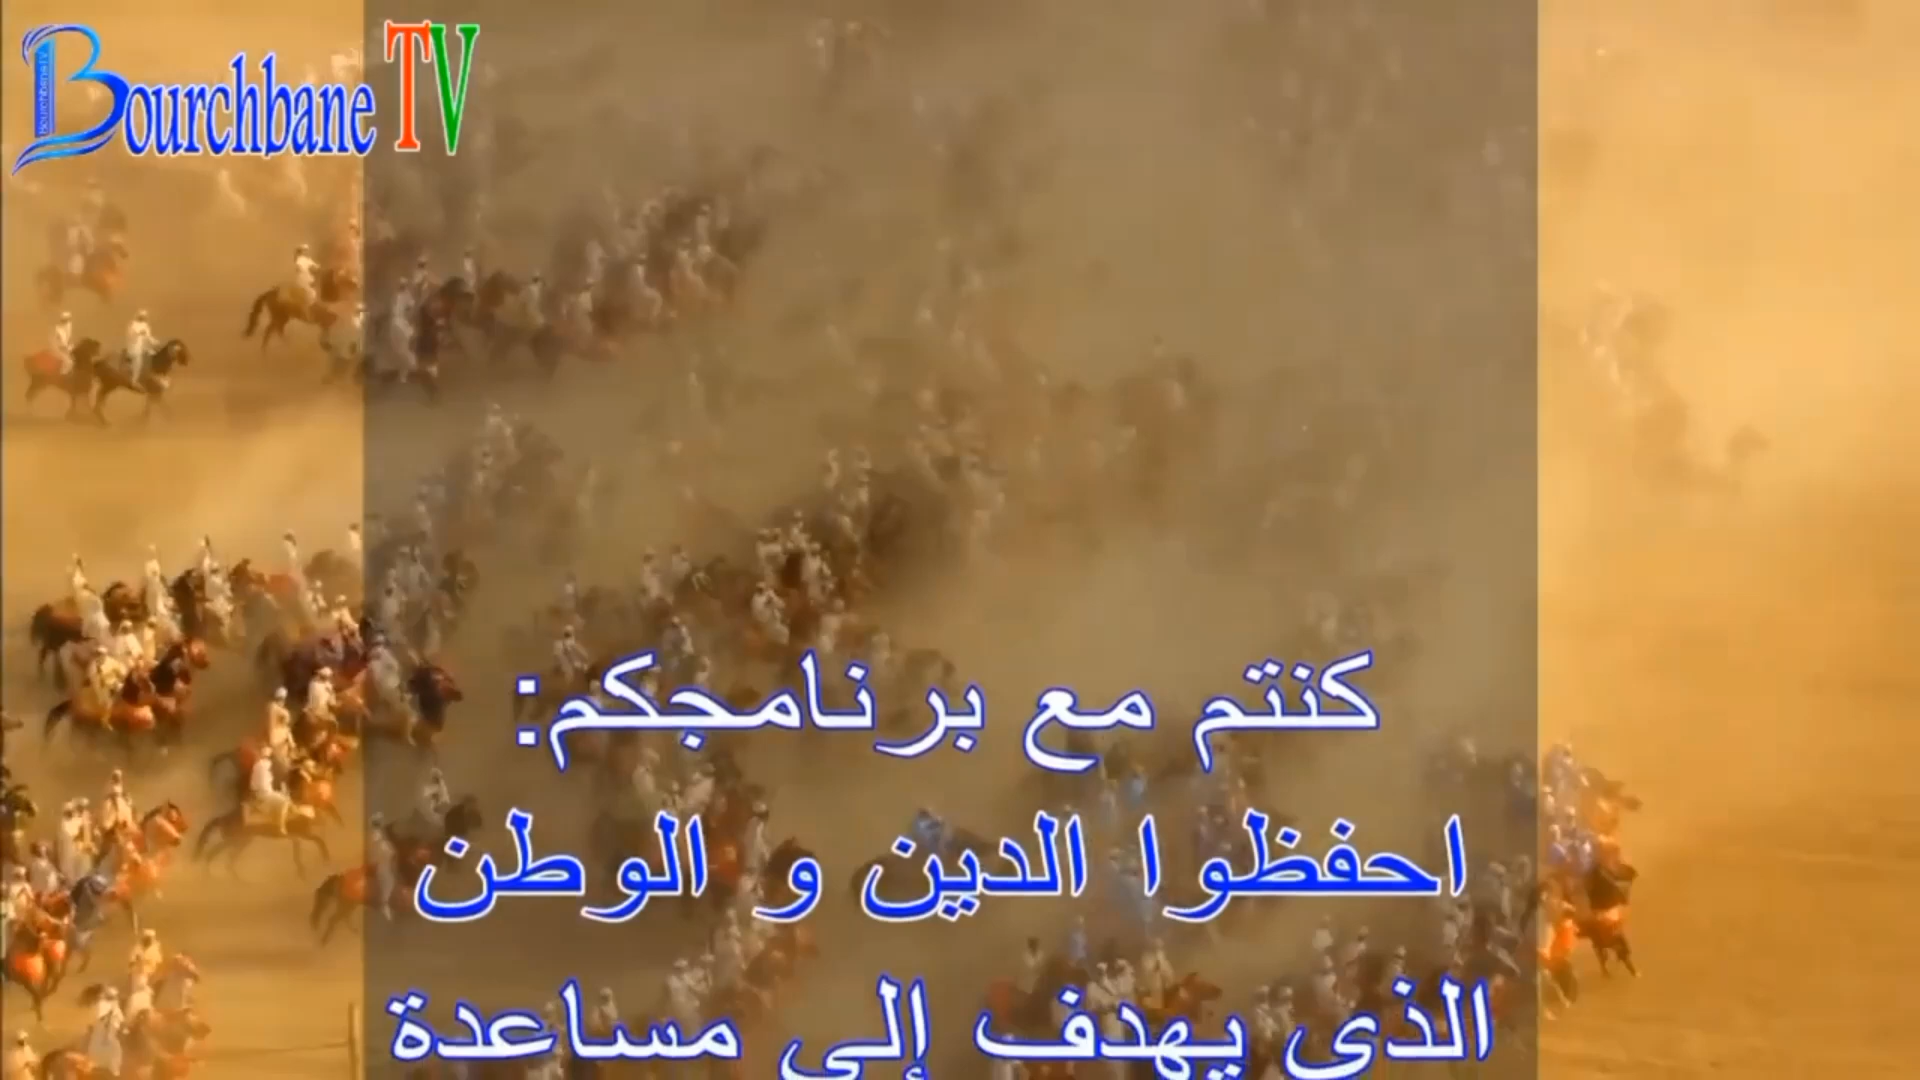 Bourchbane TV
كنتم مع برنامجكم:
احفظوا الدين و الوطن
الذي يهدف إلى مساعدة